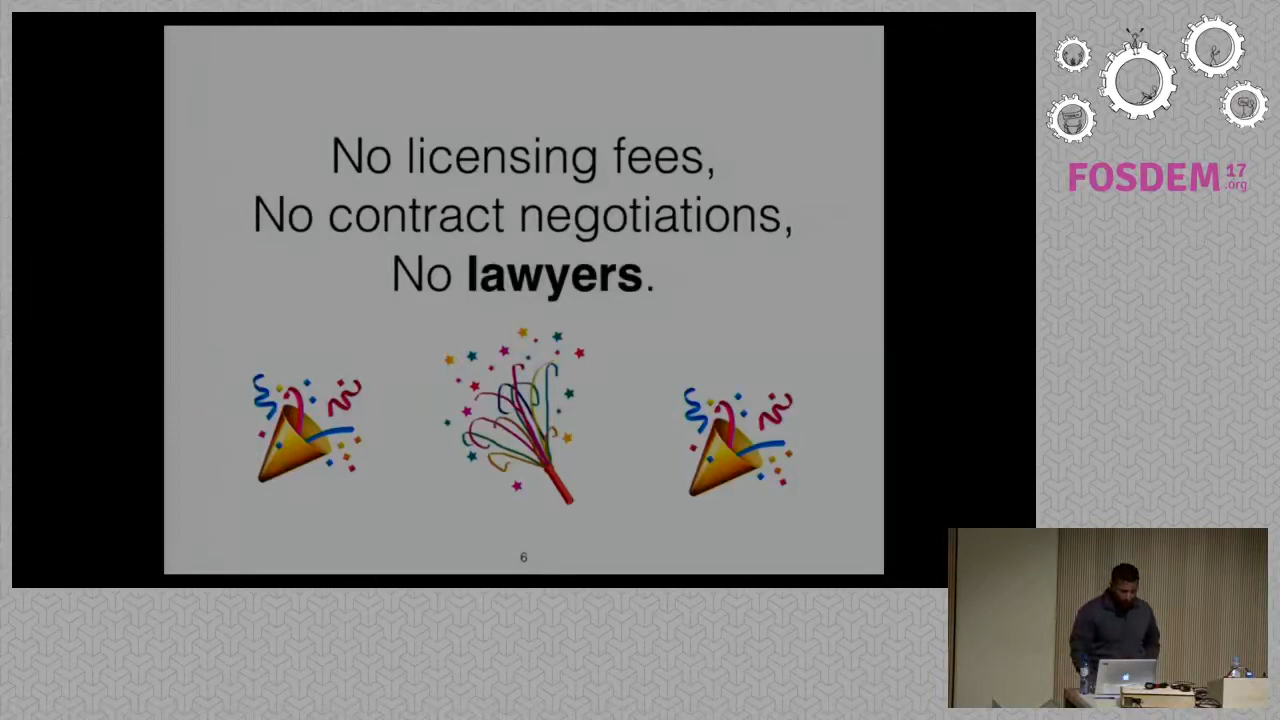 No licensing fees,
No contract negotiations,
No lawyers.
6
FOSDEM 17
.org